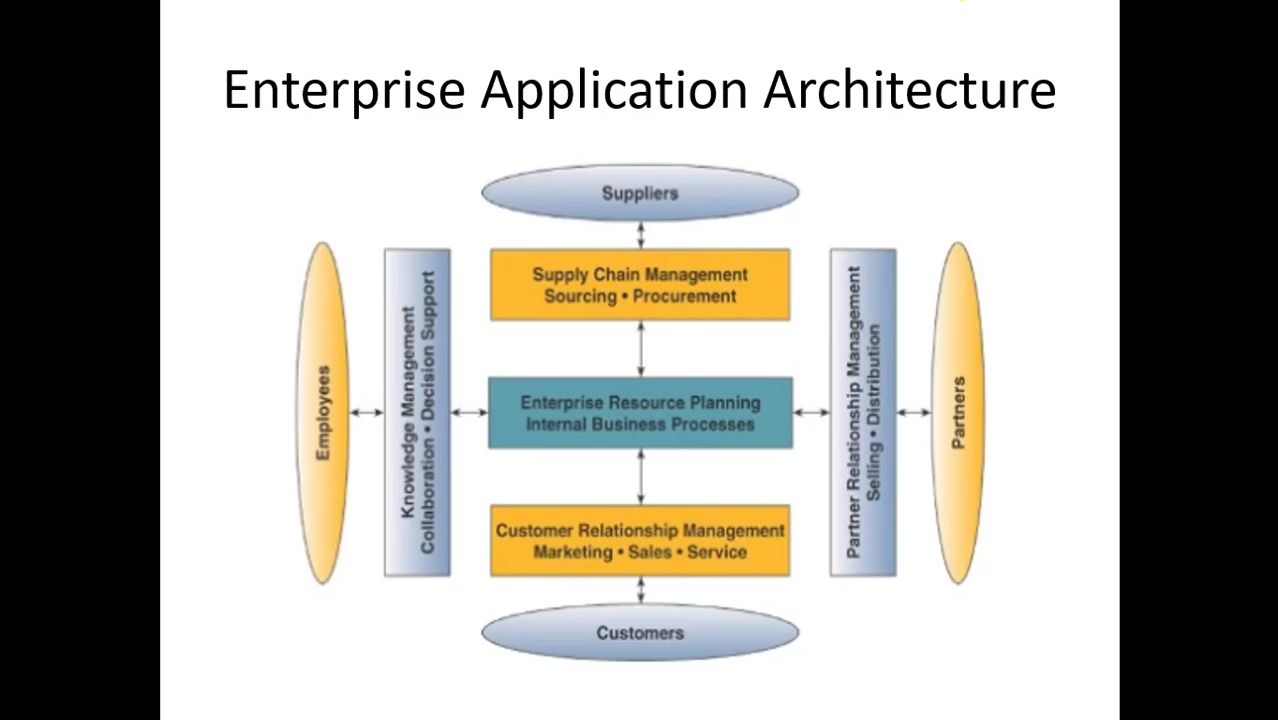 Enterprise Application Architecture
Suppliers
Supply Chain Management
Sourcing • Procurement
Employees
Knowledge Management
Collaboration • Decision Support
Enterprise Resource Planning
Internal Business Processes
Partner Relationship Management
Selling • Distribution
Partners
Customer Relationship Management
Marketing • Sales • Service
Customers